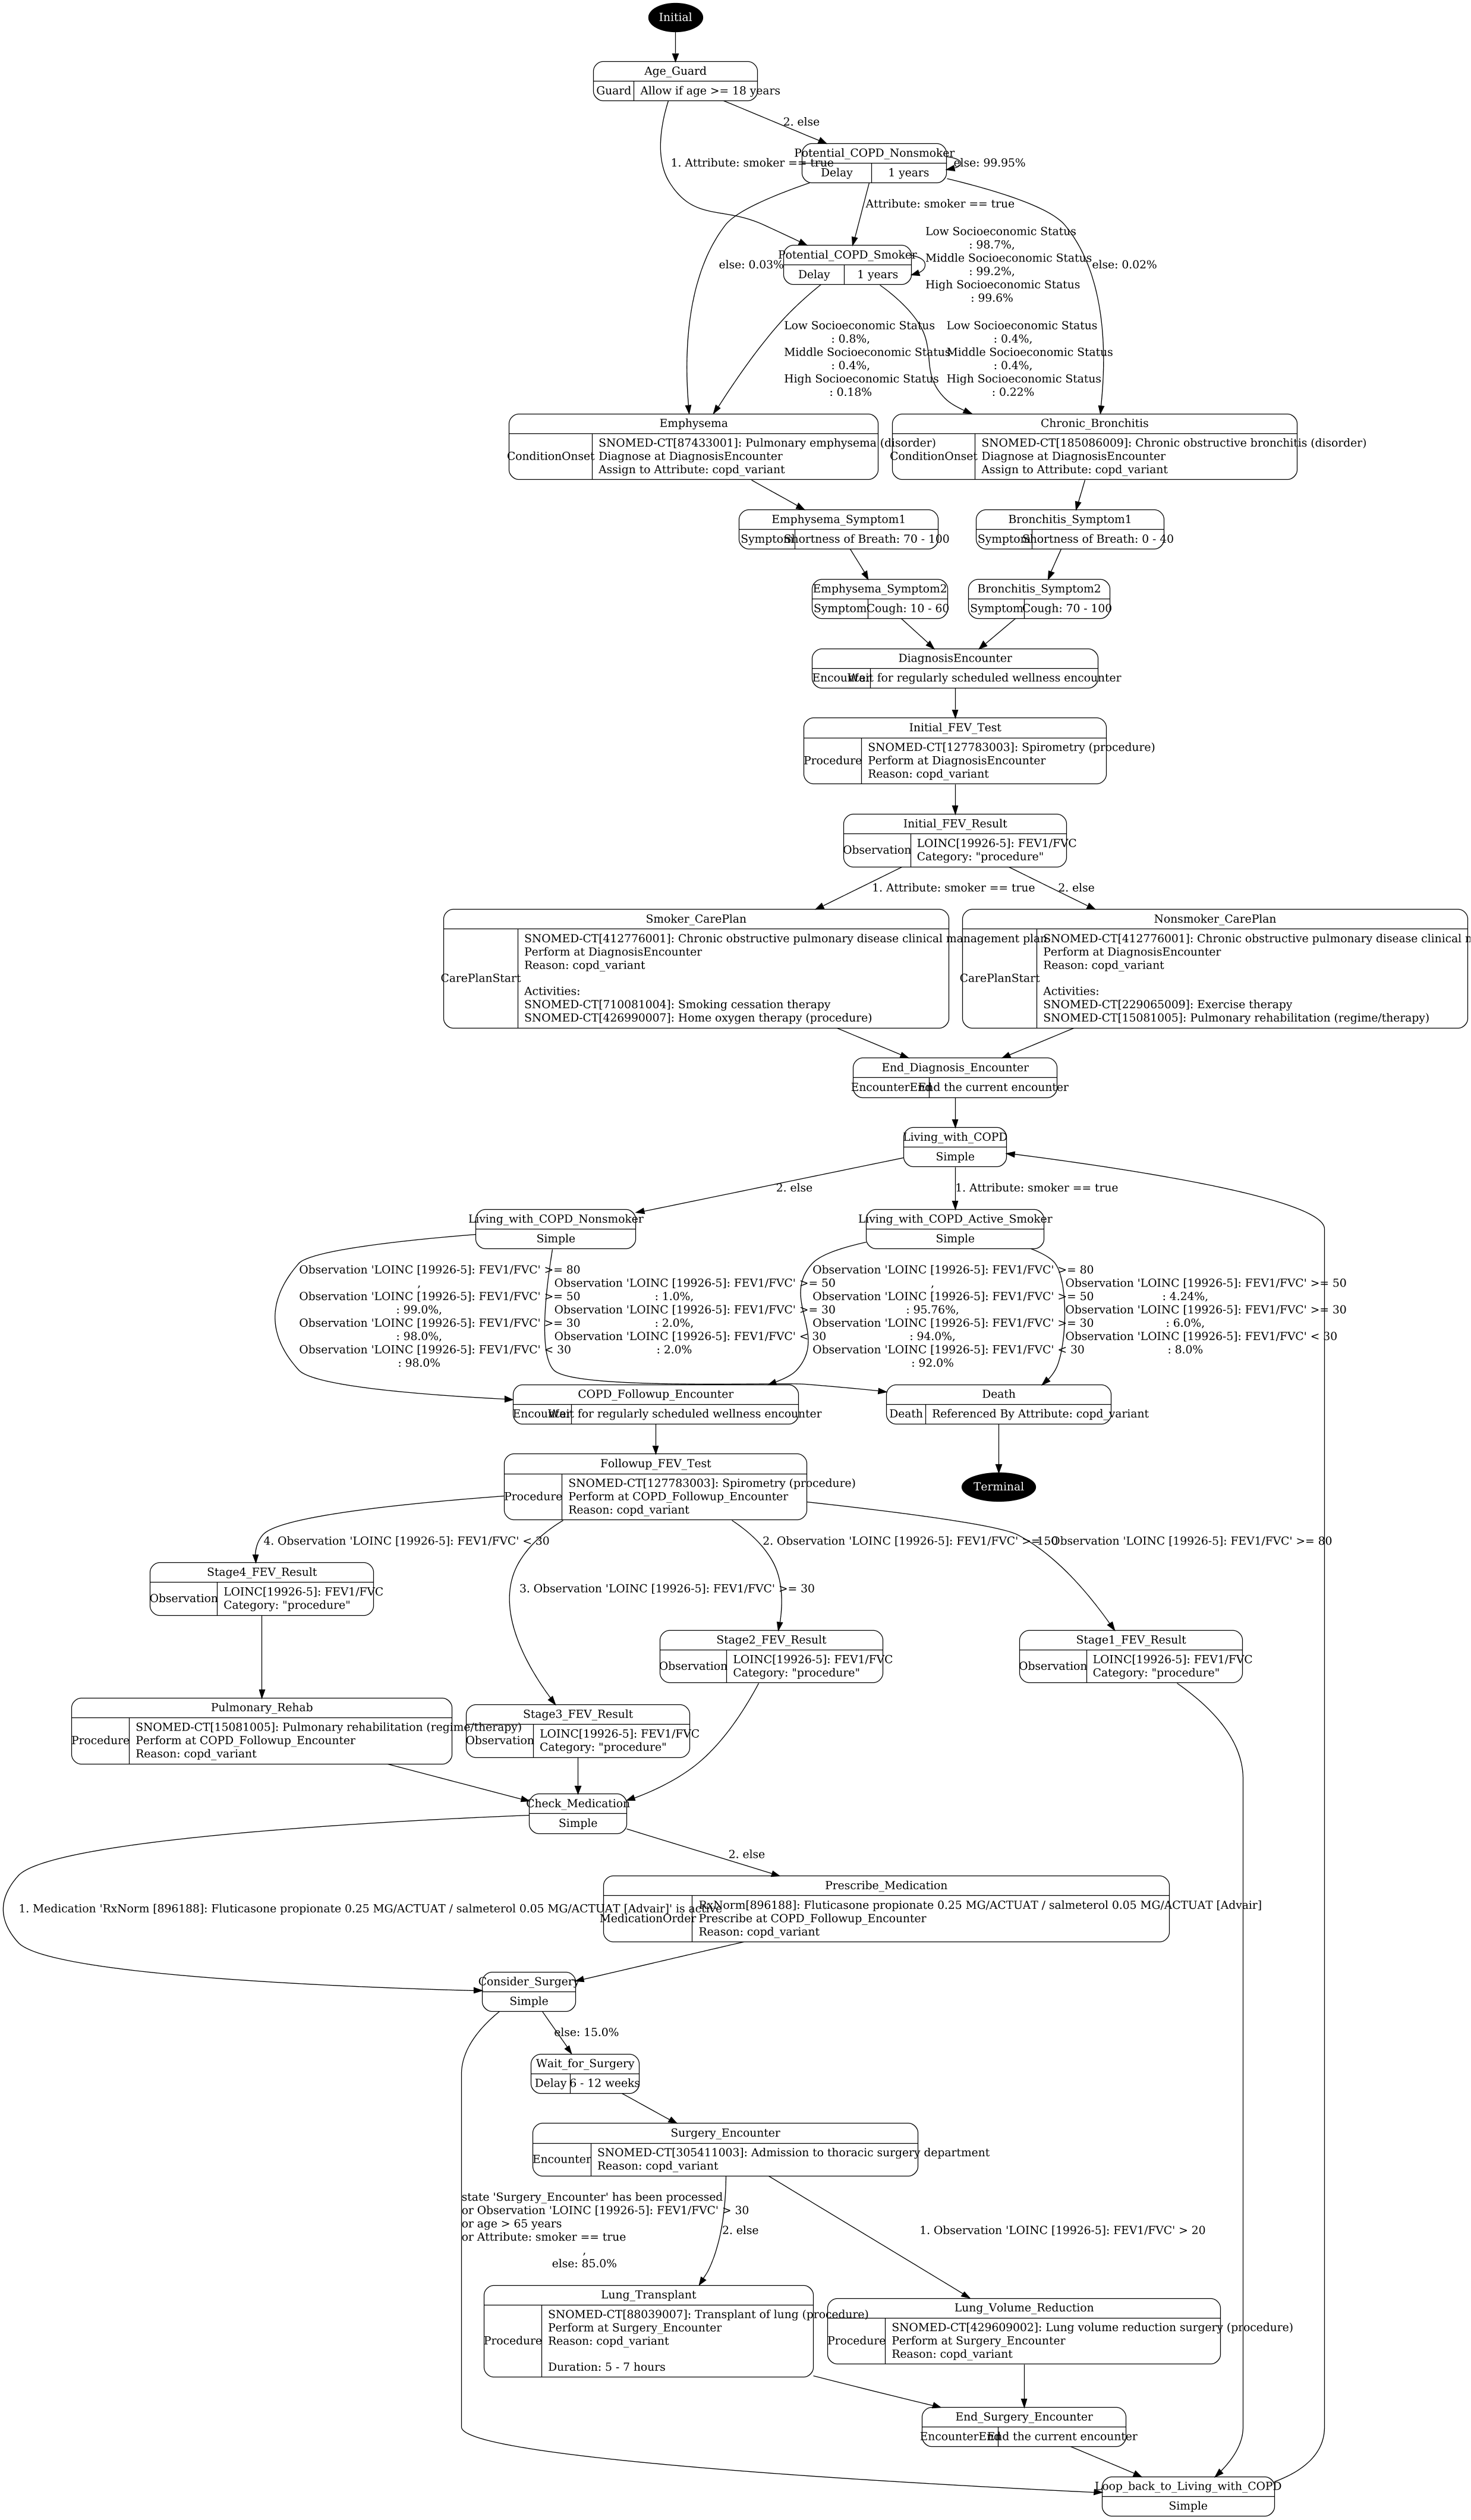 Initial
Age_Guard
Guard
Allow if age >= 18 years
2. else
1. Attribute: smoker == true
Potential_COPD_Nonsmoker
Delay
1 years
else: 99.95%
Attribute: smoker == true
Potential_COPD_Smoker
Delay
1 years
Low Socioeconomic Status
: 98.7%,
Middle Socioeconomic Status
: 99.2%,
High Socioeconomic Status
: 99.6%
else: 0.03%
else: 0.02%
Low Socioeconomic Status
: 0.8%,
Middle Socioeconomic Status
: 0.4%,
High Socioeconomic Status
: 0.18%
Low Socioeconomic Status
: 0.4%,
Middle Socioeconomic Status
: 0.4%,
High Socioeconomic Status
: 0.22%
Emphysema
ConditionOnset
SNOMED-CT[87433001]: Pulmonary emphysema (disorder)
Diagnose at DiagnosisEncounter
Assign to Attribute: copd_variant
Chronic_Bronchitis
ConditionOnset
SNOMED-CT[185086009]: Chronic obstructive bronchitis (disorder)
Diagnose at DiagnosisEncounter
Assign to Attribute: copd_variant
Emphysema_Symptom1
Symptom
Shortness of Breath: 70 - 100
Bronchitis_Symptom1
Symptom
Shortness of Breath: 0 - 40
Emphysema_Symptom2
Symptom
Cough: 10 - 60
Bronchitis_Symptom2
Symptom
Cough: 70 - 100
DiagnosisEncounter
Encounter
Wait for regularly scheduled wellness encounter
Initial_FEV_Test
Procedure
SNOMED-CT[127783003]: Spirometry (procedure)
Perform at DiagnosisEncounter
Reason: copd_variant
Initial_FEV_Result
Observation
LOINC[19926-5]: FEV1/FVC
Category: "procedure"
1. Attribute: smoker == true
2. else
Smoker_CarePlan
CarePlanStart
SNOMED-CT[412776001]: Chronic obstructive pulmonary disease clinical management plan
Perform at DiagnosisEncounter
Reason: copd_variant
Activities:
SNOMED-CT[710081004]: Smoking cessation therapy
SNOMED-CT[426990007]: Home oxygen therapy (procedure)
Nonsmoker_CarePlan
CarePlanStart
SNOMED-CT[412776001]: Chronic obstructive pulmonary disease clinical
Perform at DiagnosisEncounter
Reason: copd_variant
Activities:
SNOMED-CT[229065009]: Exercise therapy
SNOMED-CT[15081005]: Pulmonary rehabilitation (regime/therapy)
End_Diagnosis_Encounter
EncounterEnd
End the current encounter
Living_with_COPD
Simple
2. else
1. Attribute: smoker == true
Living_with_COPD_Nonsmoker
Simple
Living_with_COPD_Active_Smoker
Simple
Observation 'LOINC [19926-5]: FEV1/FVC' >= 80
,
Observation 'LOINC [19926-5]: FEV1/FVC' >= 50
: 99.0%,
Observation 'LOINC [19926-5]: FEV1/FVC' >= 30
: 98.0%,
Observation 'LOINC [19926-5]: FEV1/FVC' < 30
: 98.0%
Observation 'LOINC [19926-5]: FEV1/FVC' >= 50
: 1.0%,
Observation 'LOINC [19926-5]: FEV1/FVC' >= 30
: 2.0%,
Observation 'LOINC [19926-5]: FEV1/FVC' < 30
: 2.0%
Observation 'LOINC [19926-5]: FEV1/FVC' >= 80
,
Observation 'LOINC [19926-5]: FEV1/FVC' >= 50
: 95.76%,
Observation 'LOINC [19926-5]: FEV1/FVC' >= 30
: 94.0%,
Observation 'LOINC [19926-5]: FEV1/FVC' < 30
: 92.0%
Observation 'LOINC [19926-5]: FEV1/FVC' >= 50
: 4.24%,
Observation 'LOINC [19926-5]: FEV1/FVC' >= 30
: 6.0%,
Observation 'LOINC [19926-5]: FEV1/FVC' < 30
: 8.0%
COPD_Followup_Encounter
Encounter
Wait for regularly scheduled wellness encounter
Death
Death
Referenced By Attribute: copd_variant
Terminal
Followup_FEV_Test
Procedure
SNOMED-CT[127783003]: Spirometry (procedure)
Perform at COPD_Followup_Encounter
Reason: copd_variant
4. Observation 'LOINC [19926-5]: FEV1/FVC' < 30
3. Observation 'LOINC [19926-5]: FEV1/FVC' >= 30
2. Observation 'LOINC [19926-5]: FEV1/FVC' >= 50
1. Observation 'LOINC [19926-5]: FEV1/FVC' >= 80
Stage4_FEV_Result
Observation
LOINC[19926-5]: FEV1/FVC
Category: "procedure"
Stage2_FEV_Result
Observation
LOINC[19926-5]: FEV1/FVC
Category: "procedure"
Stage1_FEV_Result
Observation
LOINC[19926-5]: FEV1/FVC
Category: "procedure"
Pulmonary_Rehab
Procedure
SNOMED-CT[15081005]: Pulmonary rehabilitation (regime/therapy)
Perform at COPD_Followup_Encounter
Reason: copd_variant
Stage3_FEV_Result
Observation
LOINC[19926-5]: FEV1/FVC
Category: "procedure"
Check_Medication
Simple
2. else
1. Medication 'RxNorm [896188]: Fluticasone propionate 0.25 MG/ACTUAT / salmeterol 0.05 MG/ACTUAT [Advair]' is active
Prescribe_Medication
MedicationOrder
RxNorm[896188]: Fluticasone propionate 0.25 MG/ACTUAT / salmeterol 0.05 MG/ACTUAT [Advair]
Prescribe at COPD_Followup_Encounter
Reason: copd_variant
Consider_Surgery
Simple
else: 15.0%
Wait_for_Surgery
Delay
6 - 12 weeks
Surgery_Encounter
Encounter
SNOMED-CT[305411003]: Admission to thoracic surgery department
Reason: copd_variant
state 'Surgery_Encounter' has been processed
or Observation 'LOINC [19926-5]: FEV1/FVC' > 30
or age > 65 years
or Attribute: smoker == true
,
else: 85.0%
2. else
1. Observation 'LOINC [19926-5]: FEV1/FVC' > 20
Lung_Transplant
Procedure
SNOMED-CT[88039007]: Transplant of lung (procedure)
Perform at Surgery_Encounter
Reason: copd_variant
Duration: 5 - 7 hours
Lung_Volume_Reduction
Procedure
SNOMED-CT[429609002]: Lung volume reduction surgery (procedure)
Perform at Surgery_Encounter
Reason: copd_variant
End_Surgery_Encounter
EncounterEnd
End the current encounter
Loop_back_to_Living_with_COPD
Simple